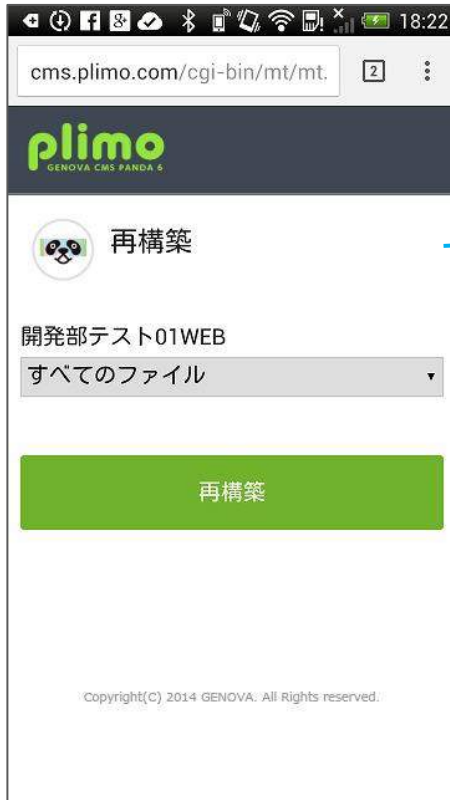 18:22
cms.plimo.com/cgi-bin/mt/mt.
2
plimo
GENOVA CMS PANDA 6
再構築
開発部テスト01WEB
すべてのファイル
再構築
Copyright(C) 2014 GENOVA. All Rights reserved.